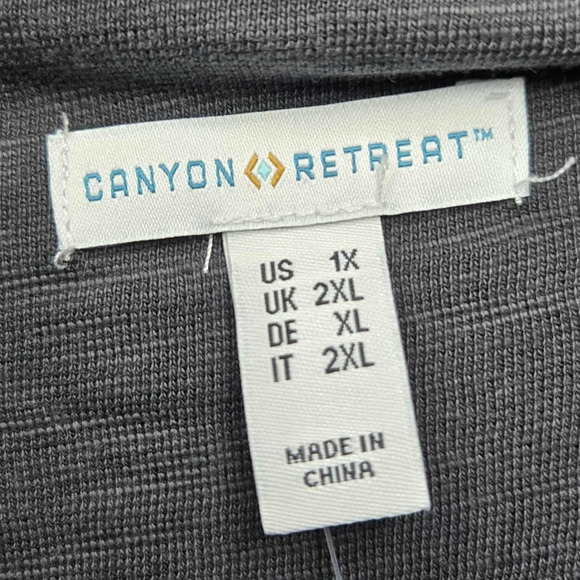 CANYON RETREAT™
US 1X
UK 2XL
DE XL
IT 2XL
MADE IN
CHINA